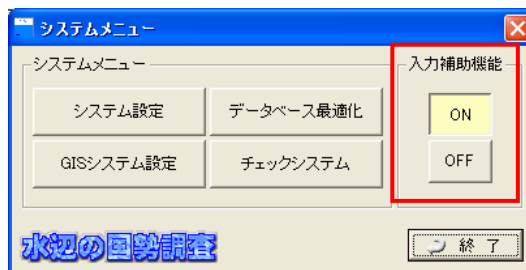 システムメニュー
システムメニュー
システム設定
データベース最適化
GISシステム設定
チェックシステム
入力補助機能
ON
OFF
水辺の国勢調査
終 了